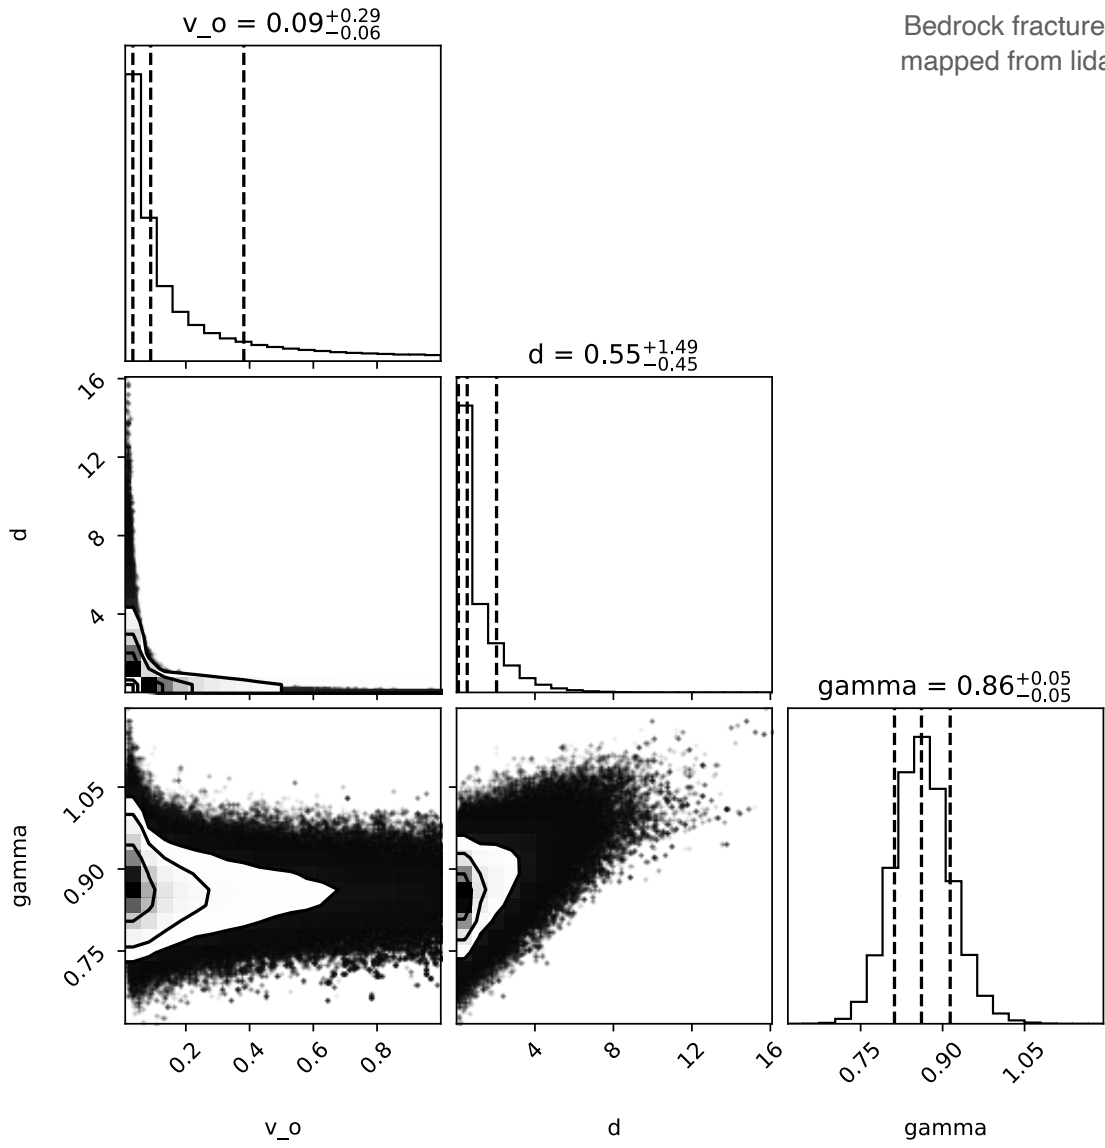 v_o = 0.09+0.29−0.06
Bedrock fracture
mapped from lida
d = 0.55+1.49−0.45
16
12
8
4
d
gamma = 0.86+0.05−0.05
1.05
0.90
0.75
gamma
0.2
0.4
0.6
0.8
v_o
4
8
12
16
d
0.75
0.90
1.05
gamma